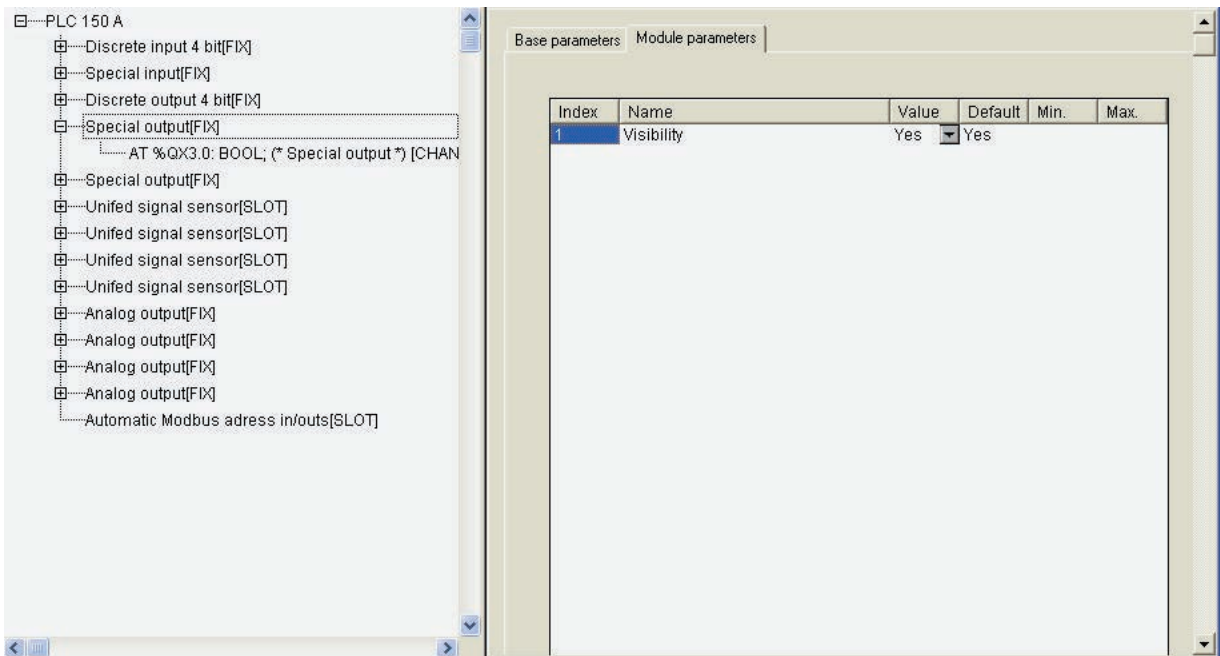 PLC 150 A
Discrete input 4 bit[FIX]
Special input[FIX]
Discrete output 4 bit[FIX]
Special output[FIX]
AT %QX3.0: BOOL; (* Special output *) [CHAN
Special output[FIX]
Unifed signal sensor[SLOT]
Unifed signal sensor[SLOT]
Unifed signal sensor[SLOT]
Unifed signal sensor[SLOT]
Analog output[FIX]
Analog output[FIX]
Analog output[FIX]
Analog output[FIX]
Automatic Modbus adress in/outs[SLOT]
Base parameters Module parameters
Index Name Value Default Min. Max.
1 Visibility Yes Yes